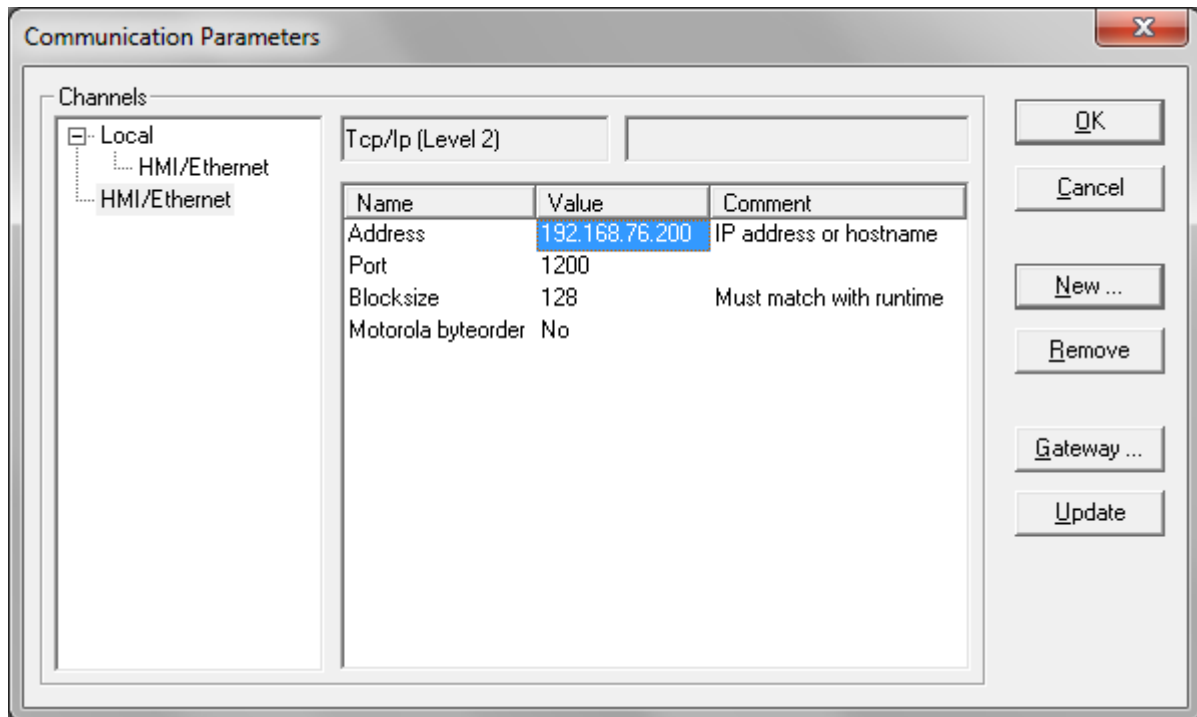 Communication Parameters
Channels
Local
HMI/Ethernet
HMI/Ethernet
Tcp/Ip (Level 2)
Name Value Comment
Address 192.168.76.200 IP address or hostname
Port 1200
Blocksize 128 Must match with runtime
Motorola byteorder No
OK
Cancel
New ...
Remove
Gateway ...
Update